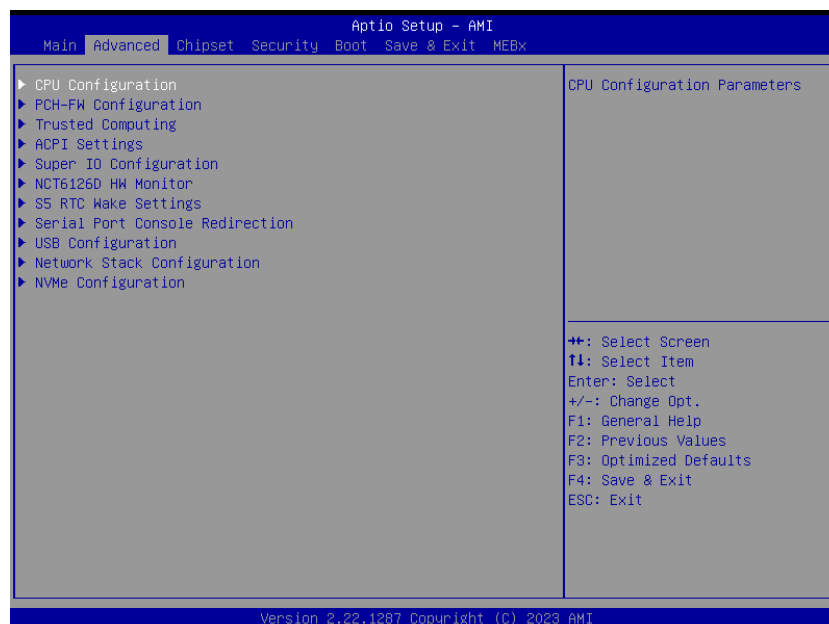 Aptio Setup – AMI
Main Advanced Chipset Security Boot Save & Exit MEBx
▶ CPU Configuration
▶ PCH-FW Configuration
▶ Trusted Computing
▶ ACPI Settings
▶ Super IO Configuration
▶ NCT6126D HW Monitor
▶ S5 RTC Wake Settings
▶ Serial Port Console Redirection
▶ USB Configuration
▶ Network Stack Configuration
▶ NVMe Configuration
CPU Configuration Parameters
→←: Select Screen
↑↓: Select Item
Enter: Select
+/-: Change Opt.
F1: General Help
F2: Previous Values
F3: Optimized Defaults
F4: Save & Exit
ESC: Exit
Version 2.22.1287 Copyright (C) 2023 AMI